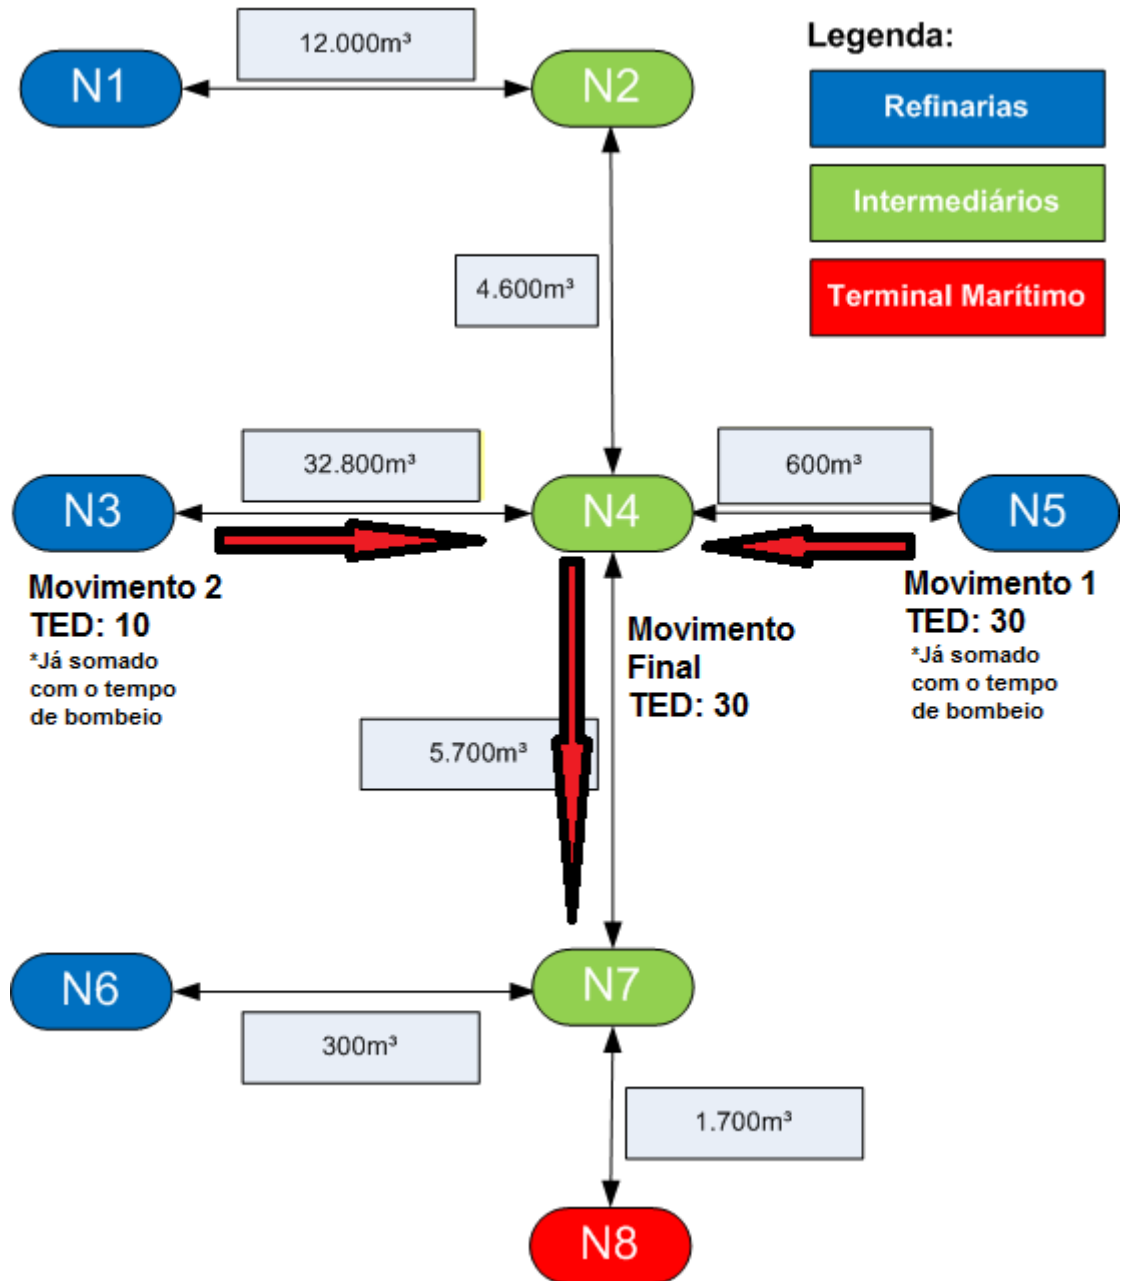 12.000m³
Legenda:
N1
N2
Refinarias
Intermediários
4.600m³
Terminal Marítimo
32.800m³
600m³
N3
N4
N5
Movimento 2
TED: 10
*Já somado
com o tempo
de bombeio
Movimento
Final
TED: 30
Movimento 1
TED: 30
*Já somado
com o tempo
de bombeio
5.700m³
N6
N7
300m³
1.700m³
N8